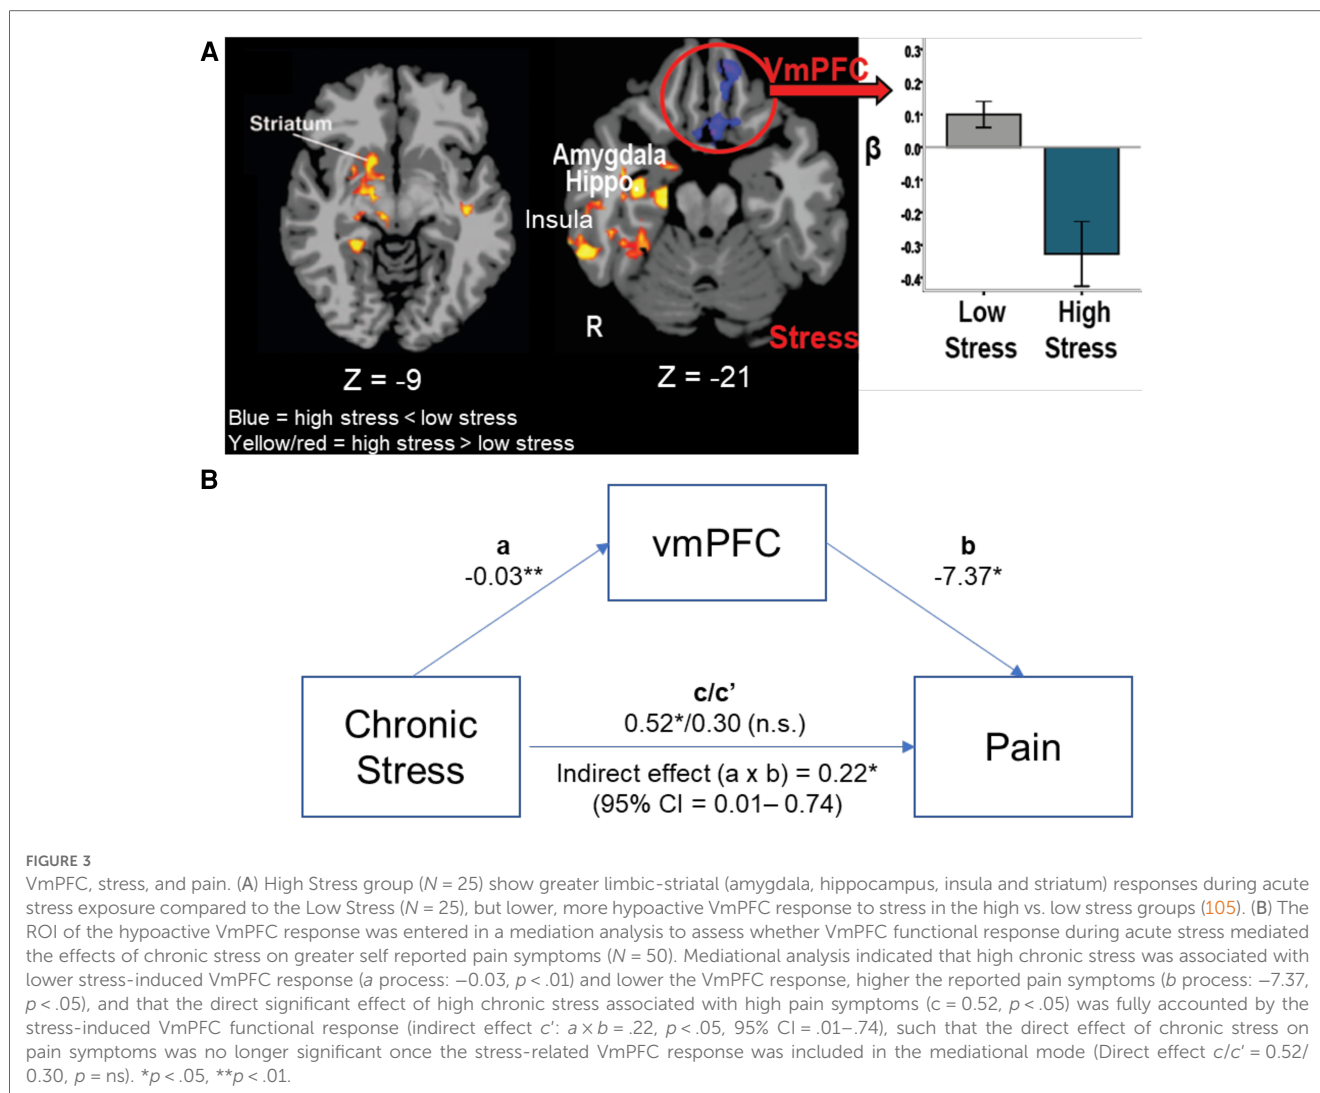 A
Striatum
Amygdala
Hippo.
Insula
VmPFC
R
Stress
Z = -9
Z = -21
Blue = high stress < low stress
Yellow/red = high stress > low stress
β
0.3
0.2
0.1
0.0
-0.1
-0.2
-0.3
-0.4
Low
Stress
High
Stress
B
vmPFC
a
-0.03**
b
-7.37*
Chronic
Stress
c/c’
0.52*/0.30 (n.s.)
Indirect effect (a x b) = 0.22*
(95% CI = 0.01– 0.74)
Pain
FIGURE 3
VmPFC, stress, and pain. (A) High Stress group (N = 25) show greater limbic-striatal (amygdala, hippocampus, insula and striatum) responses during acute
stress exposure compared to the Low Stress (N = 25), but lower, more hypoactive VmPFC response to stress in the high vs. low stress groups (105). (B) The
ROI of the hypoactive VmPFC response was entered in a mediation analysis to assess whether VmPFC functional response during acute stress mediated
the effects of chronic stress on greater self reported pain symptoms (N = 50). Mediational analysis indicated that high chronic stress was associated with
lower stress-induced VmPFC response (a process: −0.03, p < .01) and lower the VmPFC response, higher the reported pain symptoms (b process: −7.37,
p < .05), and that the direct significant effect of high chronic stress associated with high pain symptoms (c = 0.52, p < .05) was fully accounted by the
stress-induced VmPFC functional response (indirect effect c′: a × b = .22, p < .05, 95% CI = .01–.74), such that the direct effect of chronic stress on
pain symptoms was no longer significant once the stress-related VmPFC response was included in the mediational mode (Direct effect c/c′ = 0.52/
0.30, p = ns). *p < .05, **p < .01.